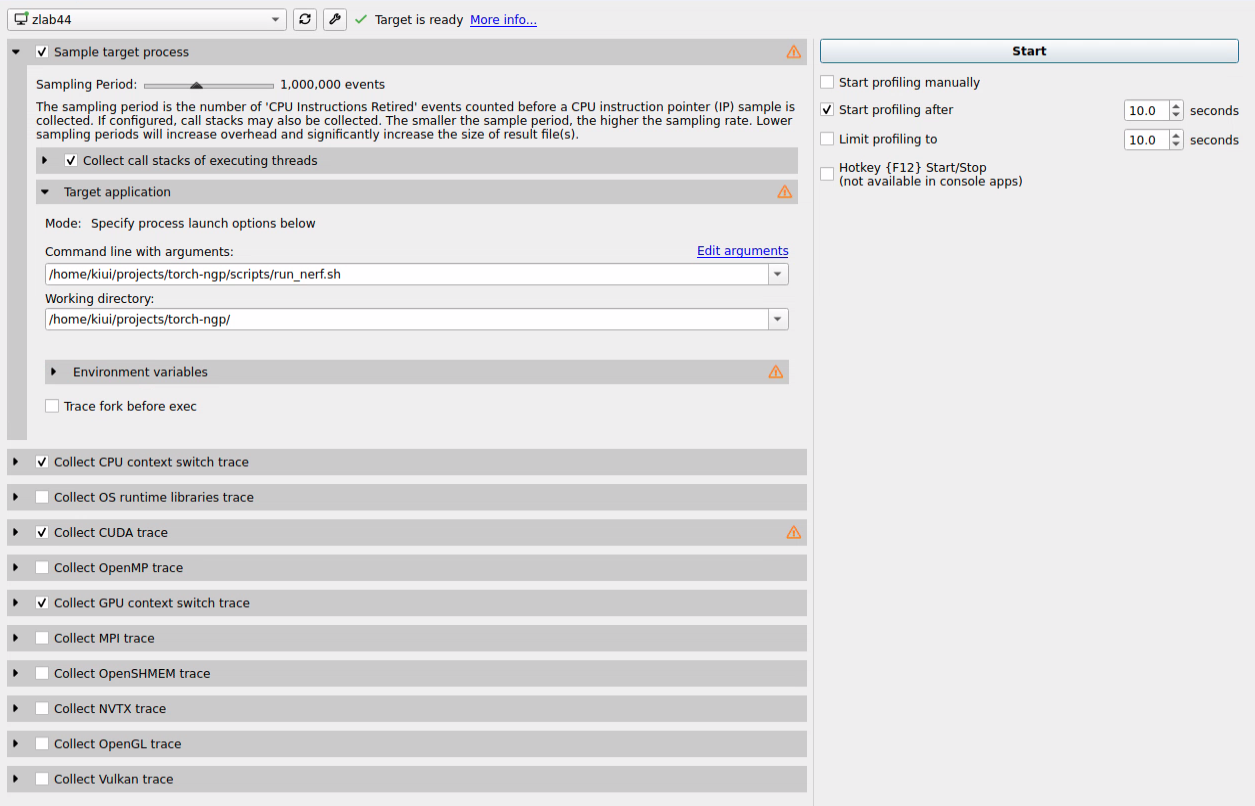 zlab44
Target is ready More info...
Sample target process
Sampling Period: 1,000,000 events
The sampling period is the number of 'CPU Instructions Retired' events counted before a CPU instruction pointer (IP) sample is
collected. If configured, call stacks may also be collected. The smaller the sample period, the higher the sampling rate. Lower
sampling periods will increase overhead and significantly increase the size of result file(s).
Collect call stacks of executing threads
Target application
Mode: Specify process launch options below
Command line with arguments: Edit arguments
/home/kiui/projects/torch-ngp/scripts/run_nerf.sh
Working directory:
/home/kiui/projects/torch-ngp/
Environment variables
Trace fork before exec
Collect CPU context switch trace
Collect OS runtime libraries trace
Collect CUDA trace
Collect OpenMP trace
Collect GPU context switch trace
Collect MPI trace
Collect OpenSHMEM trace
Collect NVTX trace
Collect OpenGL trace
Collect Vulkan trace
Start
Start profiling manually
Start profiling after 10.0 seconds
Limit profiling to 10.0 seconds
Hotkey {F12} Start/Stop
(not available in console apps)